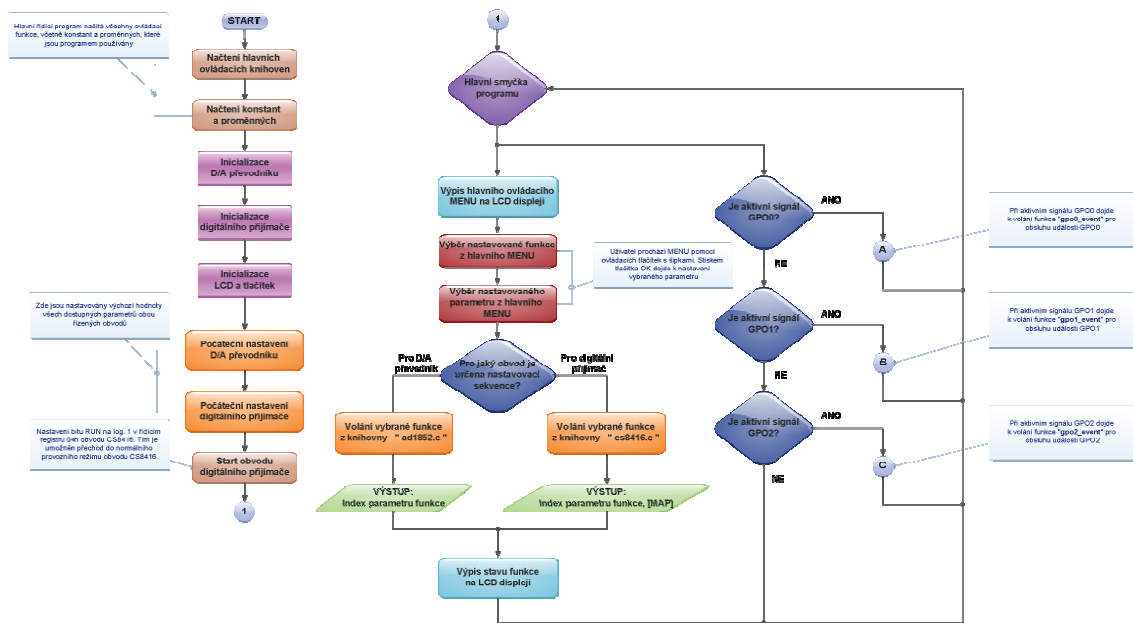 Hlavní řídicí program načítá všechny ovládací
funkce, včetně konstant a proměnných, které
jsou programem používány
START
Načtení hlavních
ovládacích knihoven
Načtení konstant
a proměnných
Inicializace
D/A převodníku
Inicializace
digitálního přijímače
Inicializace
LCD a tlačítek
Zde jsou nastavovány výchozí hodnoty
všech dostupných parametrů obou
řízených obvodů
Počáteční nastavení
D/A převodníku
Počáteční nastavení
digitálního přijímače
Nastavení bitu RUN na log. 1 v řídicím
registru 04h obvodu CS8416. Tím je
umožněn přechod do normálního
provozního režimu obvodu CS8416.
Start obvodu
digitálního přijímače
1
1
Hlavní smyčka
programu
Výpis hlavního ovládacího
MENU na LCD displeji
Výběr nastavované funkce
z hlavního MENU
Výběr nastavovaného
parametru z hlavního
MENU
Uživatel prochází MENU pomocí
ovládacích tlačítek s šipkami. Stiskem
tlačítka OK dojde k nastavení
vybraného parametru
Pro D/A
převodník
Pro jaký obvod je
určena nastavovací
sekvence?
Pro digitální
přijímač
Volání vybrané funkce
z knihovny " ad1852.c "
Volání vybrané funkce
z knihovny " cs8416.c "
VÝSTUP:
Index parametru funkce
VÝSTUP:
Index parametru funkce, [MAP]
Výpis stavu funkce
na LCD displeji
Je aktivní signál
GPO0?
ANO
A
NE
Při aktivním signálu GPO0 dojde
k volání funkce "gpo0_event" pro
obsluhu události GPO0
Je aktivní signál
GPO1?
ANO
B
NE
Při aktivním signálu GPO1 dojde
k volání funkce "gpo1_event" pro
obsluhu události GPO1
Je aktivní signál
GPO2?
ANO
C
NE
Při aktivním signálu GPO2 dojde
k volání funkce "gpo2_event" pro
obsluhu události GPO2